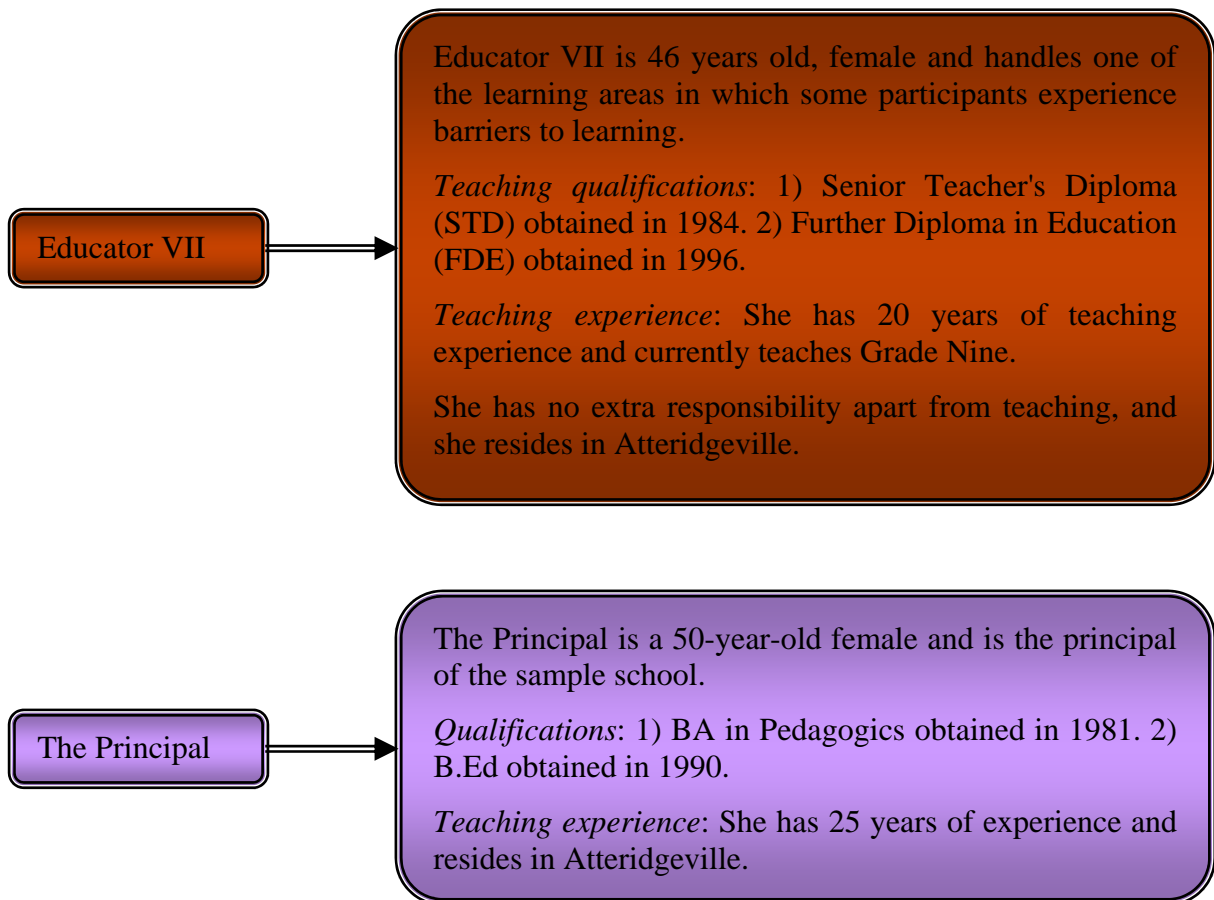 Educator VII is 46 years old, female and handles one of
the learning areas in which some participants experience
barriers to learning.
Teaching qualifications: 1) Senior Teacher's Diploma
(STD) obtained in 1984. 2) Further Diploma in Education
(FDE) obtained in 1996.
Educator VII
Teaching experience: She has 20 years of teaching
experience and currently teaches Grade Nine.
She has no extra responsibility apart from teaching, and
she resides in Atteridgeville.
The Principal is a 50-year-old female and is the principal
of the sample school.
The Principal
Qualifications: 1) BA in Pedagogics obtained in 1981. 2)
B.Ed obtained in 1990.
Teaching experience: She has 25 years of experience and
resides in Atteridgeville.